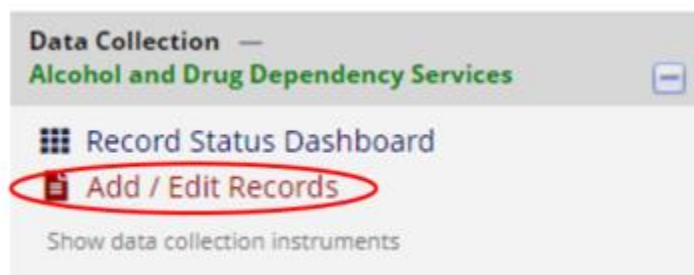 Data Collection —
Alcohol and Drug Dependency Services
Record Status Dashboard
Add / Edit Records
Show data collection instruments